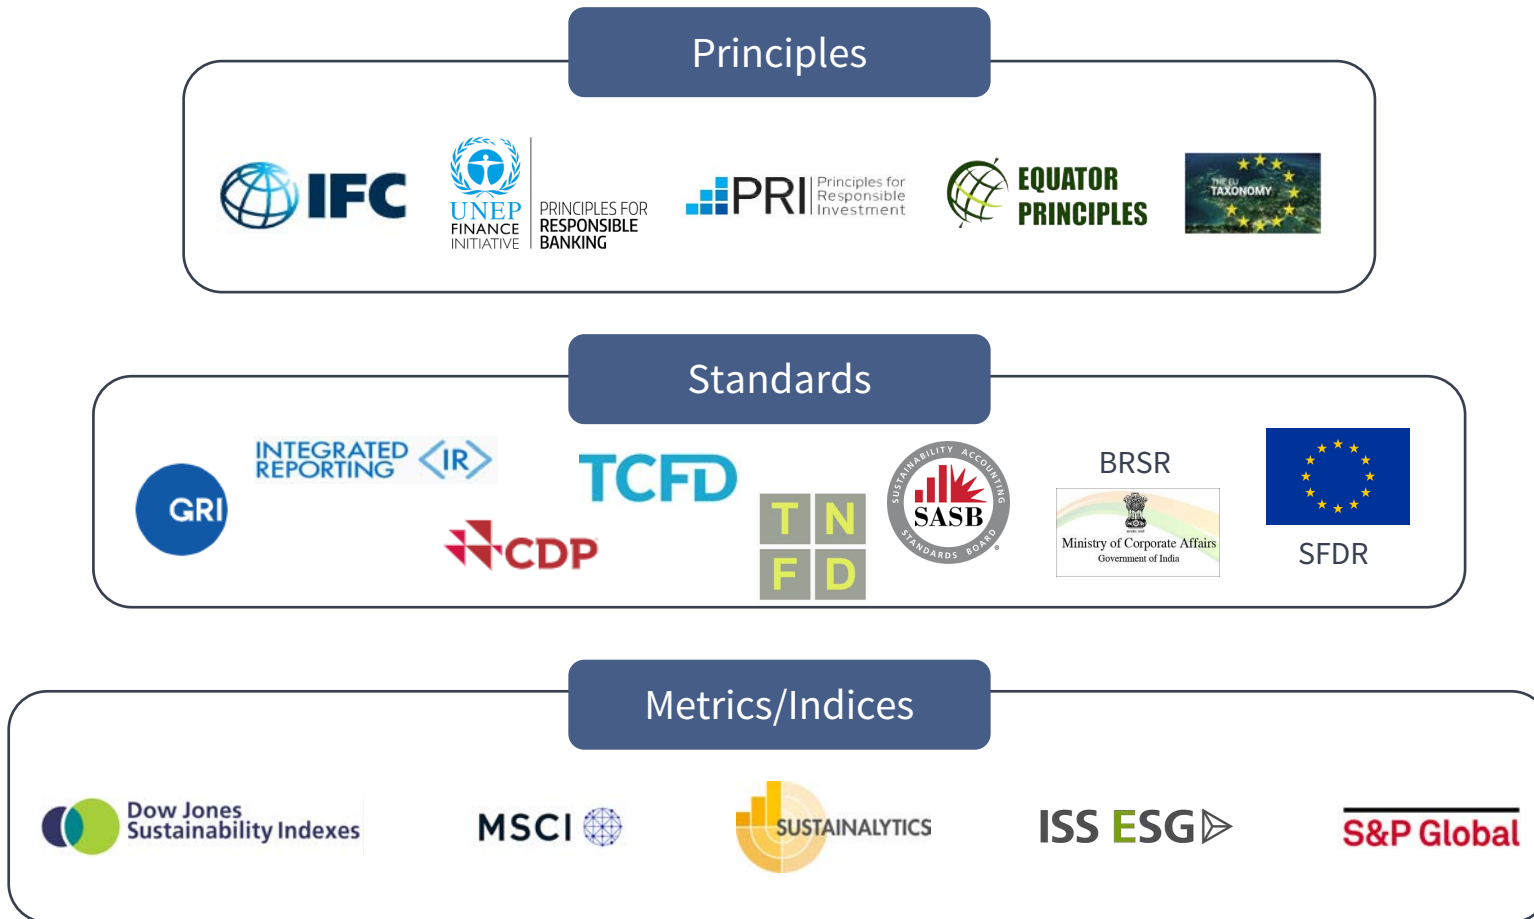 Principles
IFC
UNEP
FINANCE
INITIATIVE
PRINCIPLES FOR
RESPONSIBLE
BANKING
PRI
Principles for
Responsible
Investment
EQUATOR
PRINCIPLES
THE EU
TAXONOMY
Standards
GRI
INTEGRATED
REPORTING
<IR>
CDP
TCFD
T N
F D
SUSTAINABILITY ACCOUNTING
SASB
STANDARDS BOARD
®
BRSR
Ministry of Corporate Affairs
Government of India
SFDR
Metrics/Indices
Dow Jones
Sustainability Indexes
MSCI
SUSTAINALYTICS
ISS ESG
S&P Global